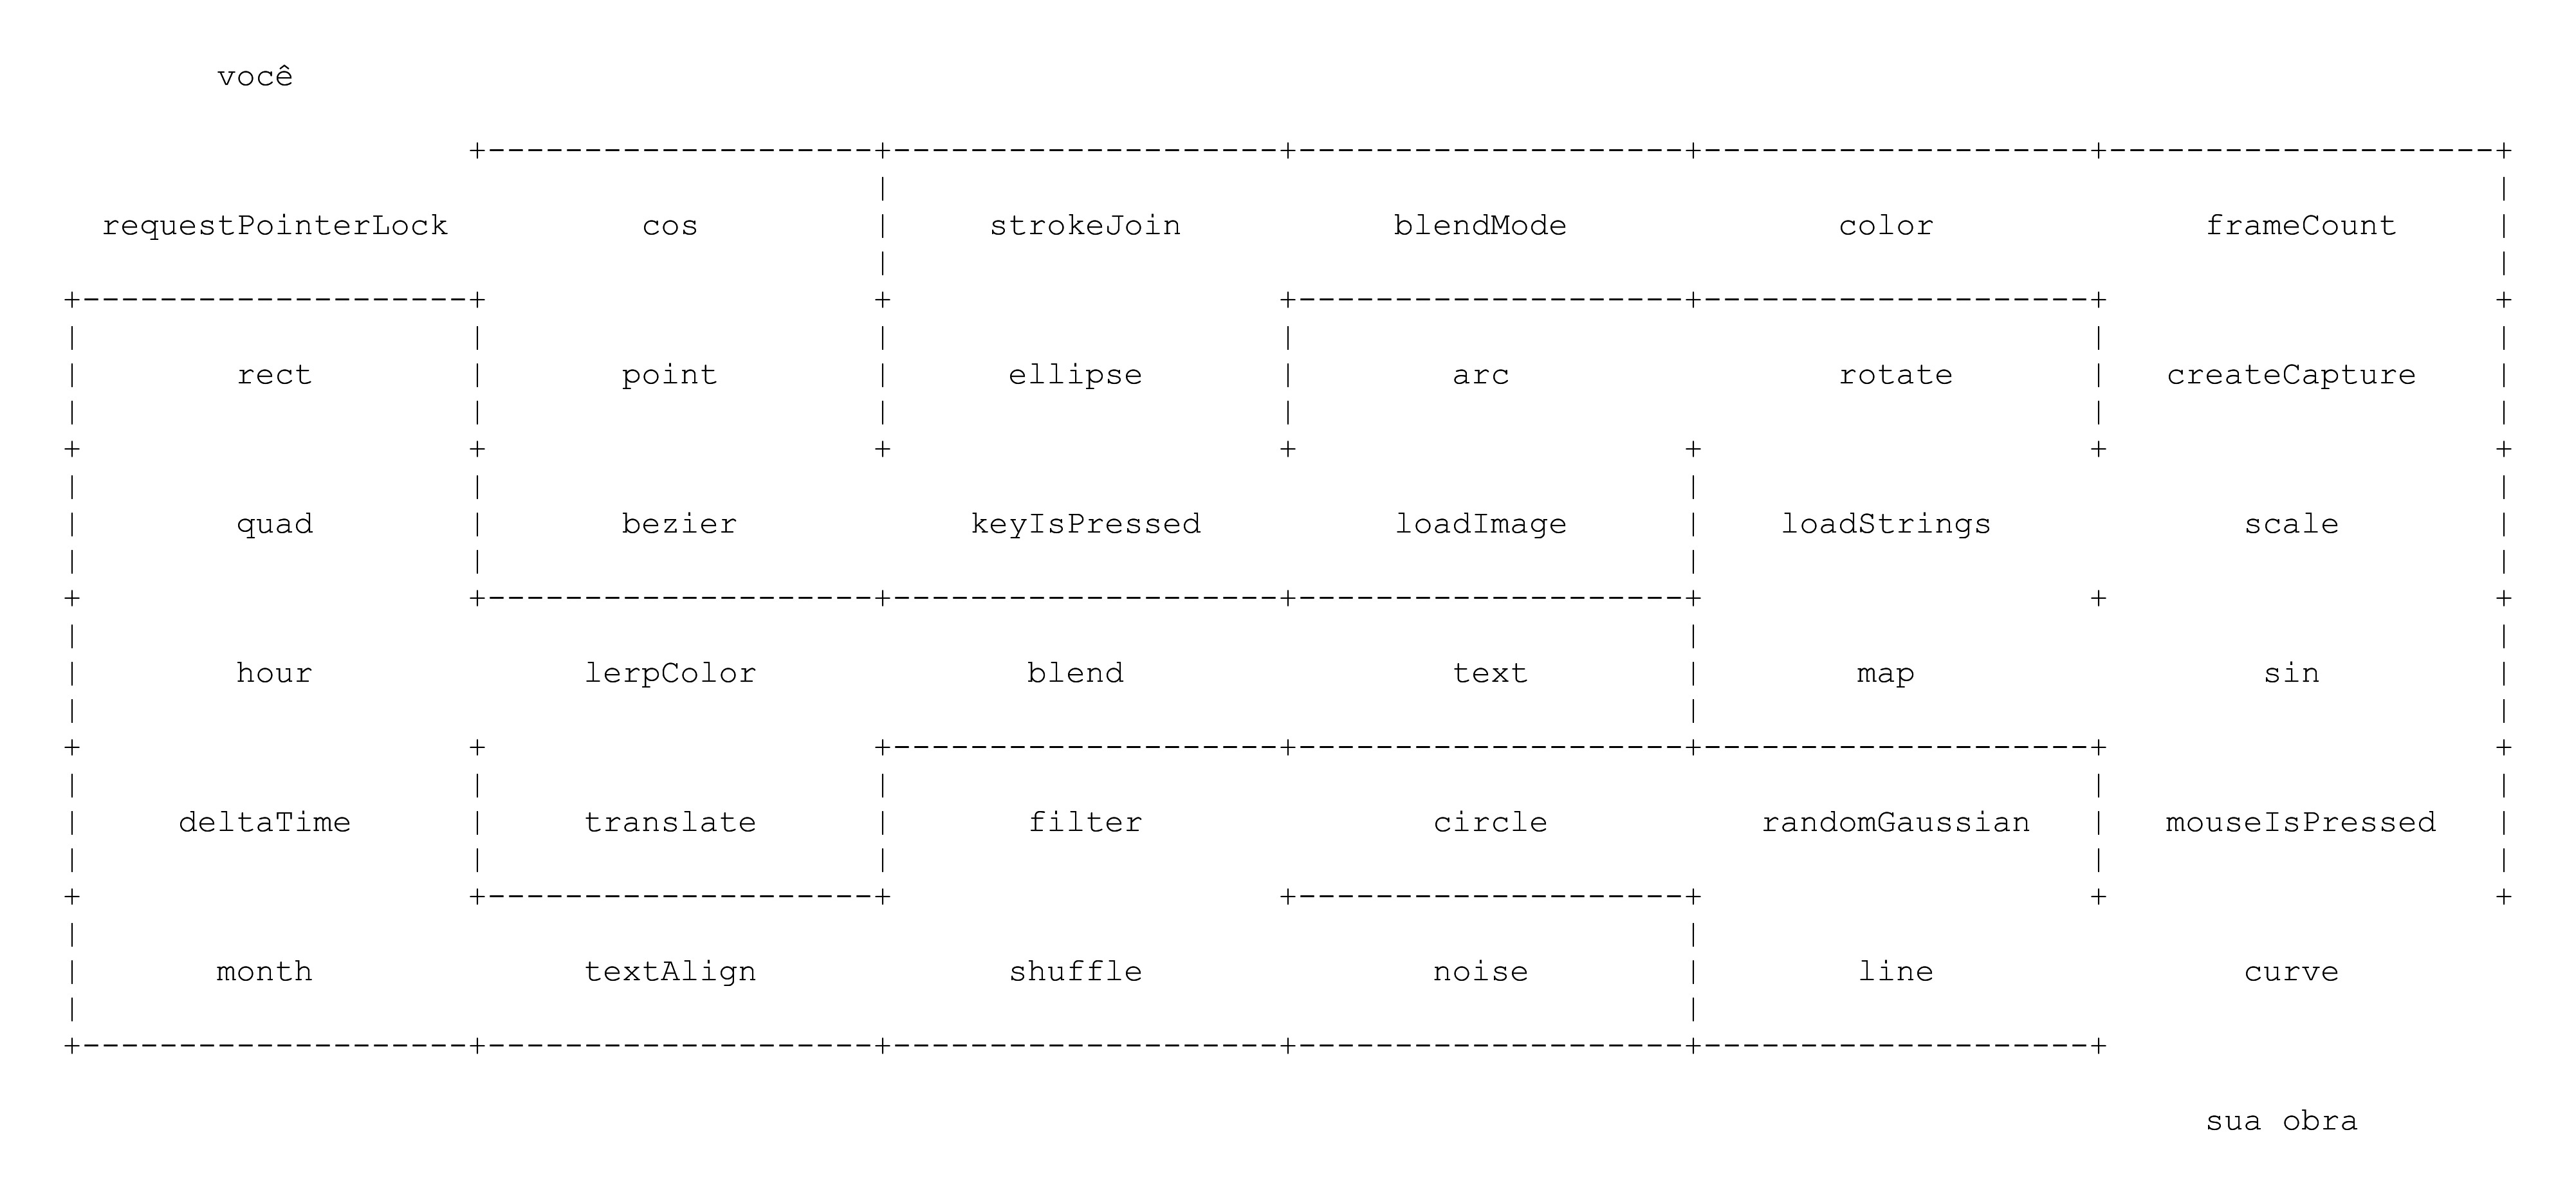 você
requestPointerLock cos strokeJoin blendMode color frameCount
rect point ellipse arc rotate createCapture
quad bezier keyIsPressed loadImage loadStrings scale
hour lerpColor blend text map sin
deltaTime translate filter circle randomGaussian mouseIsPressed
month textAlign shuffle noise line curve
sua obra